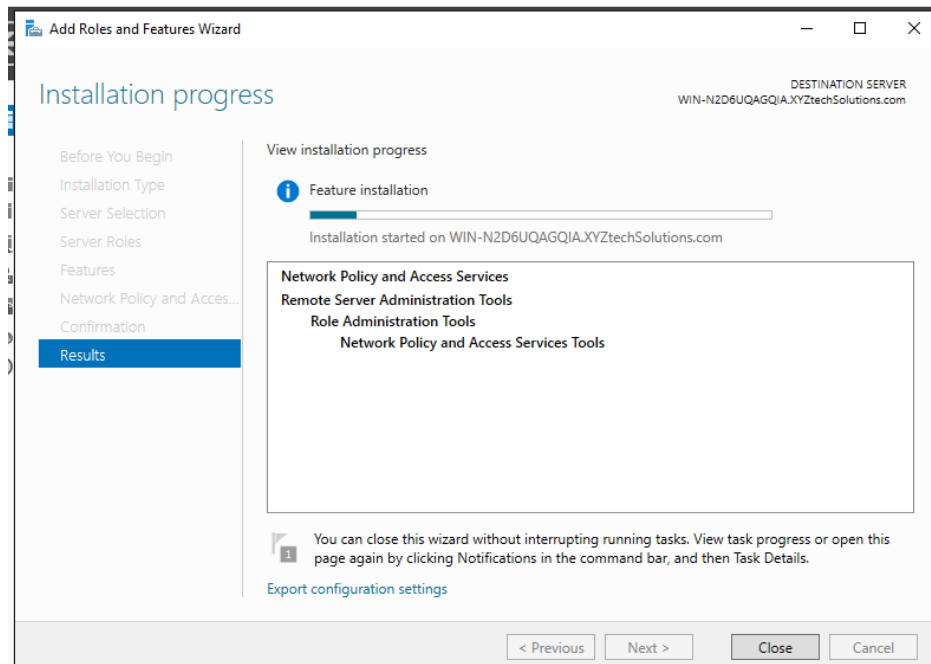 Add Roles and Features Wizard
Installation progress
DESTINATION SERVER
WIN-N2D6UQAGQIA.XYZtechSolutions.com
Before You Begin
Installation Type
Server Selection
Server Roles
Features
Network Policy and Acces...
Confirmation
Results
View installation progress
Feature installation
Installation started on WIN-N2D6UQAGQIA.XYZtechSolutions.com
Network Policy and Access Services
Remote Server Administration Tools
Role Administration Tools
Network Policy and Access Services Tools
1
You can close this wizard without interrupting running tasks. View task progress or open this
page again by clicking Notifications in the command bar, and then Task Details.
Export configuration settings
< Previous
Next >
Close
Cancel